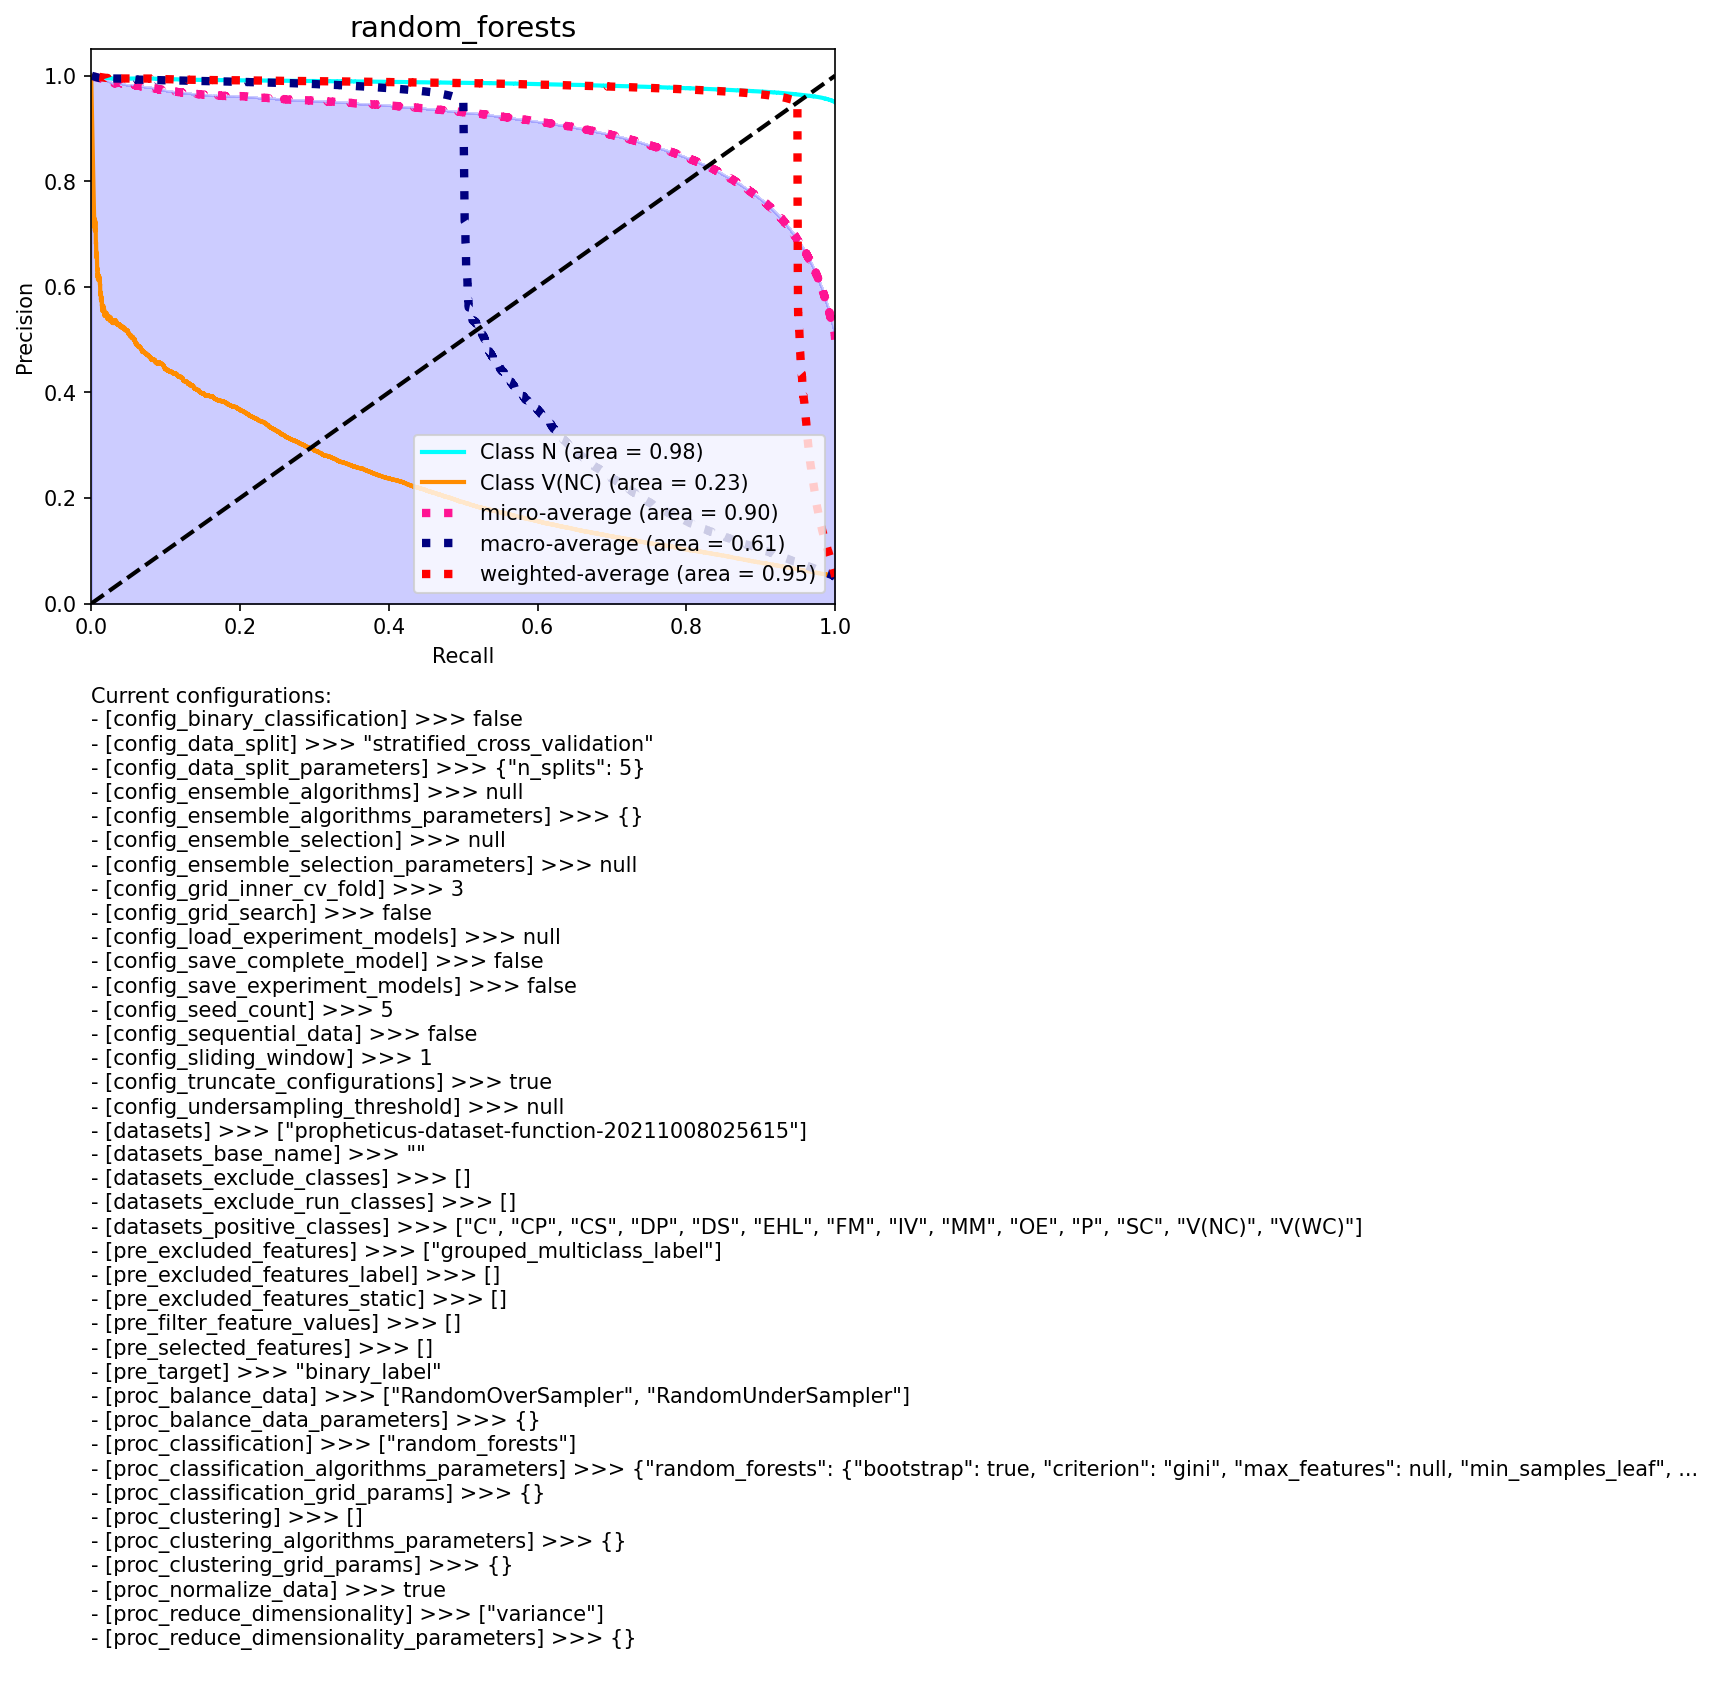 random_forests
1.0
0.8
0.6
0.4
0.2
0.0
Precision
Class N (area = 0.98)
Class V(NC) (area = 0.23)
micro-average (area = 0.90)
macro-average (area = 0.61)
weighted-average (area = 0.95)
0.0 0.2 0.4 0.6 0.8 1.0
Recall
Current configurations:
- [config_binary_classification] >>> false
- [config_data_split] >>> "stratified_cross_validation"
- [config_data_split_parameters] >>> {"n_splits": 5}
- [config_ensemble_algorithms] >>> null
- [config_ensemble_algorithms_parameters] >>> {}
- [config_ensemble_selection] >>> null
- [config_ensemble_selection_parameters] >>> null
- [config_grid_inner_cv_fold] >>> 3
- [config_grid_search] >>> false
- [config_load_experiment_models] >>> null
- [config_save_complete_model] >>> false
- [config_save_experiment_models] >>> false
- [config_seed_count] >>> 5
- [config_sequential_data] >>> false
- [config_sliding_window] >>> 1
- [config_truncate_configurations] >>> true
- [config_undersampling_threshold] >>> null
- [datasets] >>> ["propheticus-dataset-function-20211008025615"]
- [datasets_base_name] >>> ""
- [datasets_exclude_classes] >>> []
- [datasets_exclude_run_classes] >>> []
- [datasets_positive_classes] >>> ["C", "CP", "CS", "DP", "DS", "EHL", "FM", "IV", "MM", "OE", "P", "SC", "V(NC)", "V(WC)"]
- [pre_excluded_features] >>> ["grouped_multiclass_label"]
- [pre_excluded_features_label] >>> []
- [pre_excluded_features_static] >>> []
- [pre_filter_feature_values] >>> []
- [pre_selected_features] >>> []
- [pre_target] >>> "binary_label"
- [proc_balance_data] >>> ["RandomOverSampler", "RandomUnderSampler"]
- [proc_balance_data_parameters] >>> {}
- [proc_classification] >>> ["random_forests"]
- [proc_classification_algorithms_parameters] >>> {"random_forests": {"bootstrap": true, "criterion": "gini", "max_features": null, "min_samples_leaf", ...
- [proc_classification_grid_params] >>> {}
- [proc_clustering] >>> []
- [proc_clustering_algorithms_parameters] >>> {}
- [proc_clustering_grid_params] >>> {}
- [proc_normalize_data] >>> true
- [proc_reduce_dimensionality] >>> ["variance"]
- [proc_reduce_dimensionality_parameters] >>> {}